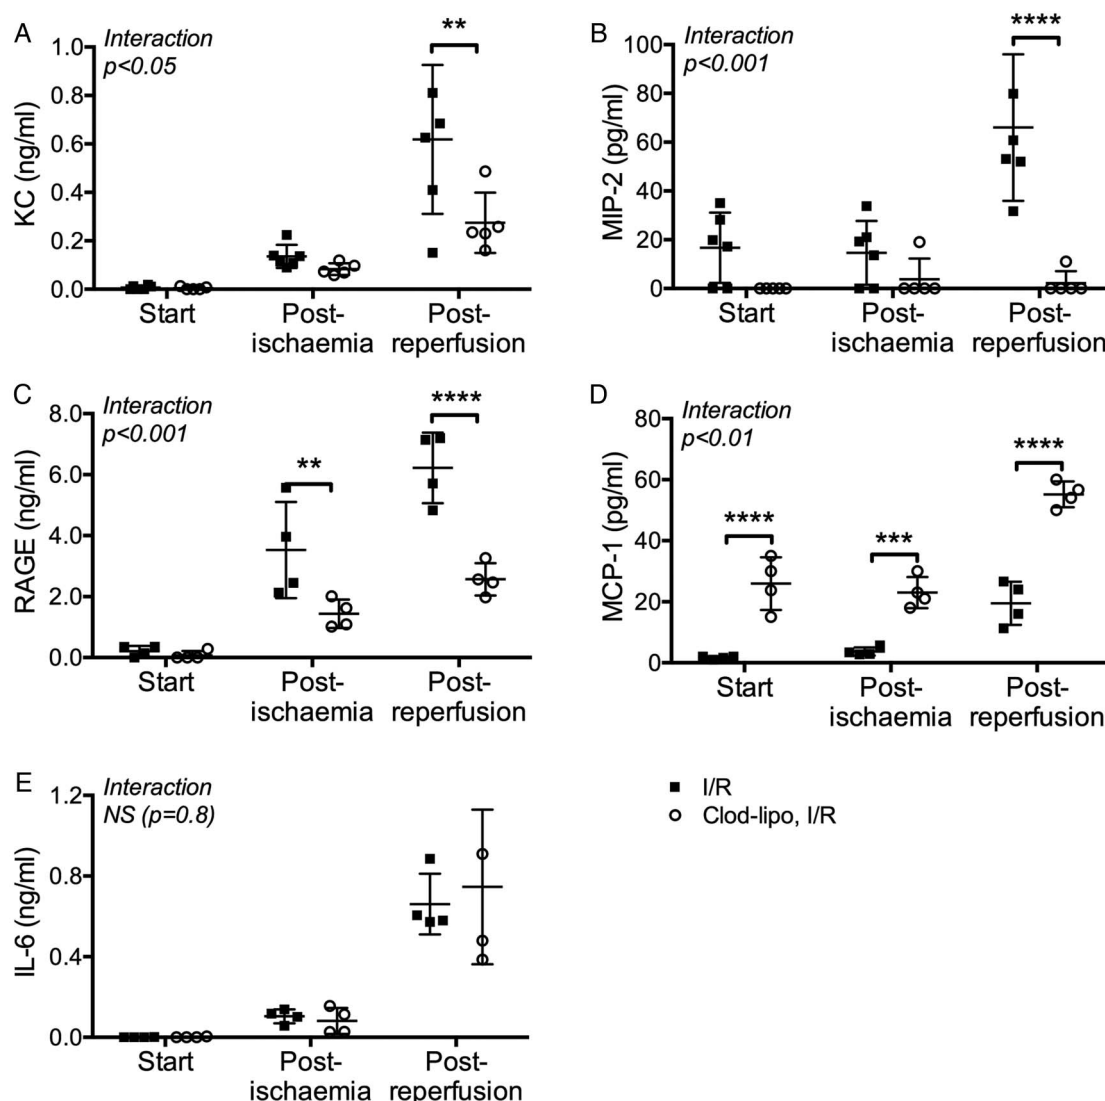 A
Interaction
p<0.05
**
KC (ng/ml)
1.0
0.8
0.6
0.4
0.2
0.0
Start
Post-
ischaemia
Post-
reperfusion
B
Interaction
p<0.001
****
MIP-2 (pg/ml)
100
80
60
40
20
0
Start
Post-
ischaemia
Post-
reperfusion
C
Interaction
p<0.001
**
****
RAGE (ng/ml)
8.0
6.0
4.0
2.0
0.0
Start
Post-
ischaemia
Post-
reperfusion
D
Interaction
p<0.01
****
***
****
MCP-1 (pg/ml)
80
60
40
20
0
Start
Post-
ischaemia
Post-
reperfusion
E
Interaction
NS (p=0.8)
IL-6 (ng/ml)
1.2
0.8
0.4
0.0
Start
Post-
ischaemia
Post-
reperfusion
I/R
Clod-lipo, I/R